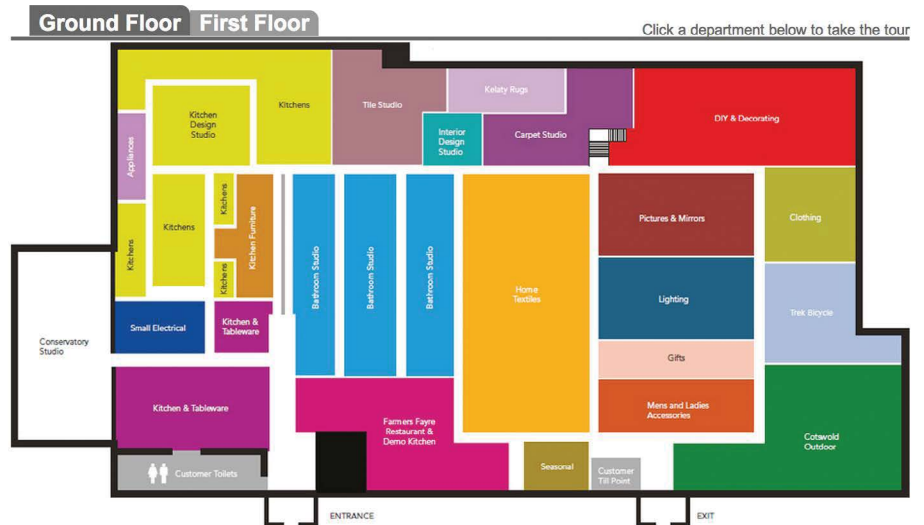 Ground Floor
First Floor
Click a department below to take the tour
Kitchens
Kitchen
Design
Studio
Tile Studio
Kelaty Rugs
Interior
Design
Studio
Carpet Studio
DIY & Decorating
Appliances
Kitchens
Kitchens
Kitchens
Kitchens
Kitchen Furniture
Bathroom Studio
Bathroom Studio
Bathroom Studio
Home
Textiles
Pictures & Mirrors
Clothing
Lighting
Trek Bicycle
Conservatory
Studio
Small Electrical
Kitchen &
Tableware
Gifts
Kitchen & Tableware
Farmers Fayre
Restaurant &
Demo Kitchen
Mens and Ladies
Accessories
Cotswold
Outdoor
Customer Toilets
Seasonal
Customer
Till Point
ENTRANCE
EXIT